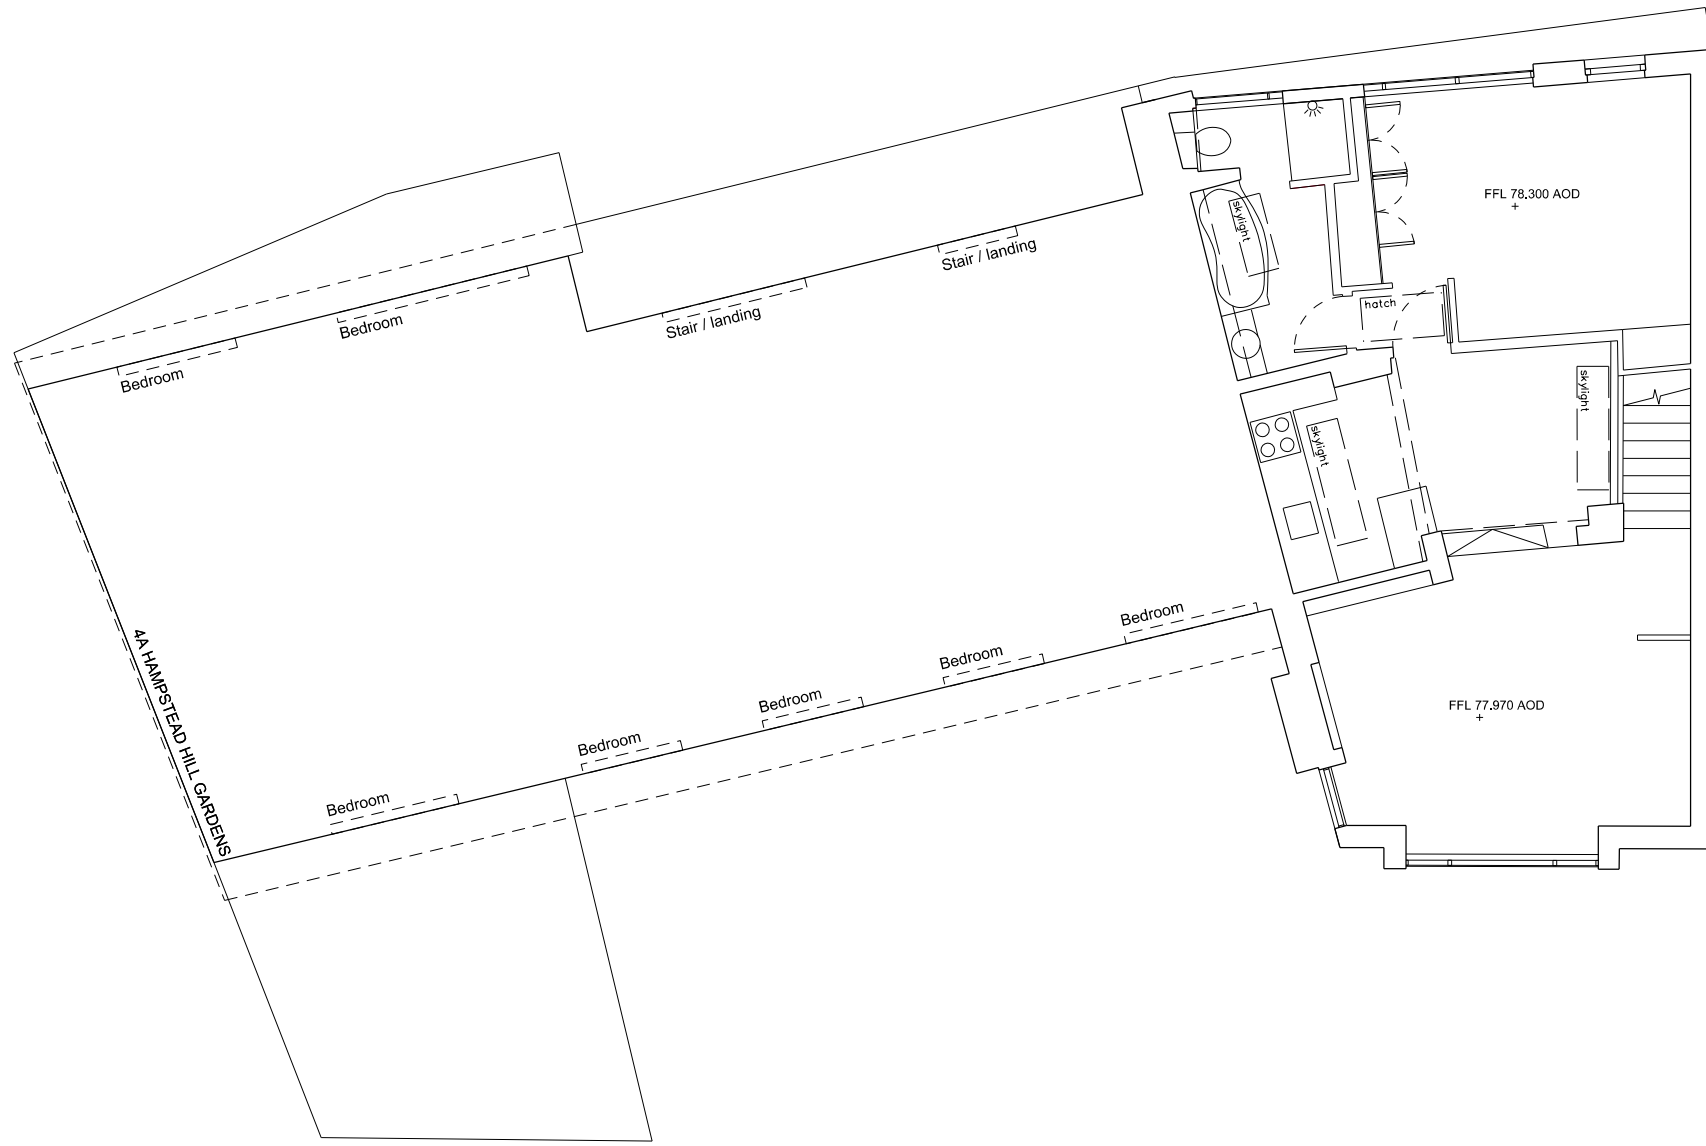 FFL 78.300 AOD
skylight
Stair / landing
hatch
Stair / landing
Bedroom
Bedroom
skylight
skylight
Bedroom
Bedroom
4A HAMPSTEAD HILL GARDENS
Bedroom
FFL 77.970 AOD
Bedroom
Bedroom